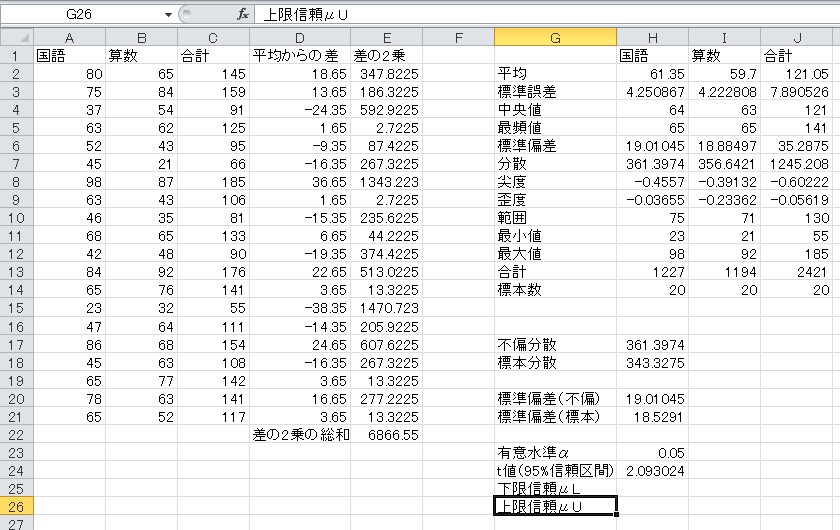 G26 fx 上限信頼μU
A B C D E F G H I J
1 国語 算数 合計 平均からの差 差の2乗 国語 算数 合計
2 80 65 145 18.65 347.8225 平均 61.35 59.7 121.05
3 75 84 159 13.65 186.3225 標準誤差 4.250867 4.222808 7.890526
4 37 54 91 -24.35 592.9225 中央値 64 63 121
5 63 62 125 1.65 2.7225 最頻値 65 65 141
6 52 43 95 -9.35 87.4225 標準偏差 19.01045 18.88497 35.2875
7 45 21 66 -16.35 267.3225 分散 361.3974 356.6421 1245.208
8 98 87 185 36.65 1343.223 尖度 -0.4557 -0.39132 -0.60222
9 63 43 106 1.65 2.7225 歪度 -0.03655 -0.23362 -0.05619
10 46 35 81 -15.35 235.6225 範囲 75 71 130
11 68 65 133 6.65 44.2225 最小値 23 21 55
12 42 48 90 -19.35 374.4225 最大値 98 92 185
13 84 92 176 22.65 513.0225 合計 1227 1194 2421
14 65 76 141 3.65 13.3225 標本数 20 20 20
15 23 32 55 -38.35 1470.723
16 47 64 111 -14.35 205.9225
17 86 68 154 24.65 607.6225 不偏分散 361.3974
18 45 63 108 -16.35 267.3225 標本分散 343.3275
19 65 77 142 3.65 13.3225
20 78 63 141 16.65 277.2225 標準偏差(不偏) 19.01045
21 65 52 117 3.65 13.3225 標準偏差(標本) 18.5291
22 差の2乗の総和 6866.55
23 有意水準α 0.05
24 t値(95%信頼区間) 2.093024
25 下限信頼μL
26 上限信頼μU
27